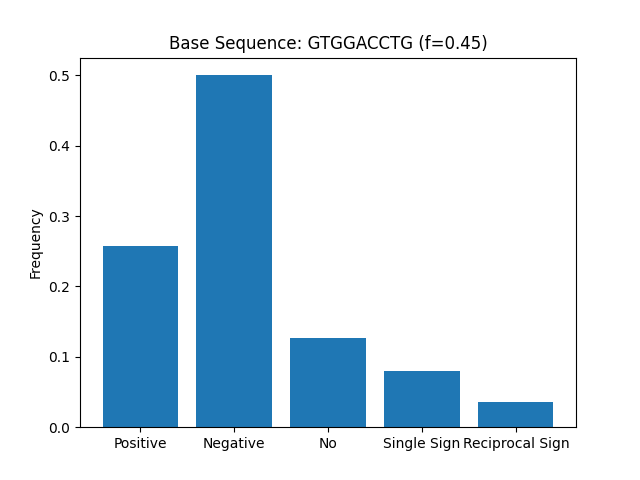 Base Sequence: GTGGACCTG (f=0.45)
0.5
0.4
0.3
0.2
0.1
0.0
Frequency
Positive Negative No Single Sign Reciprocal Sign